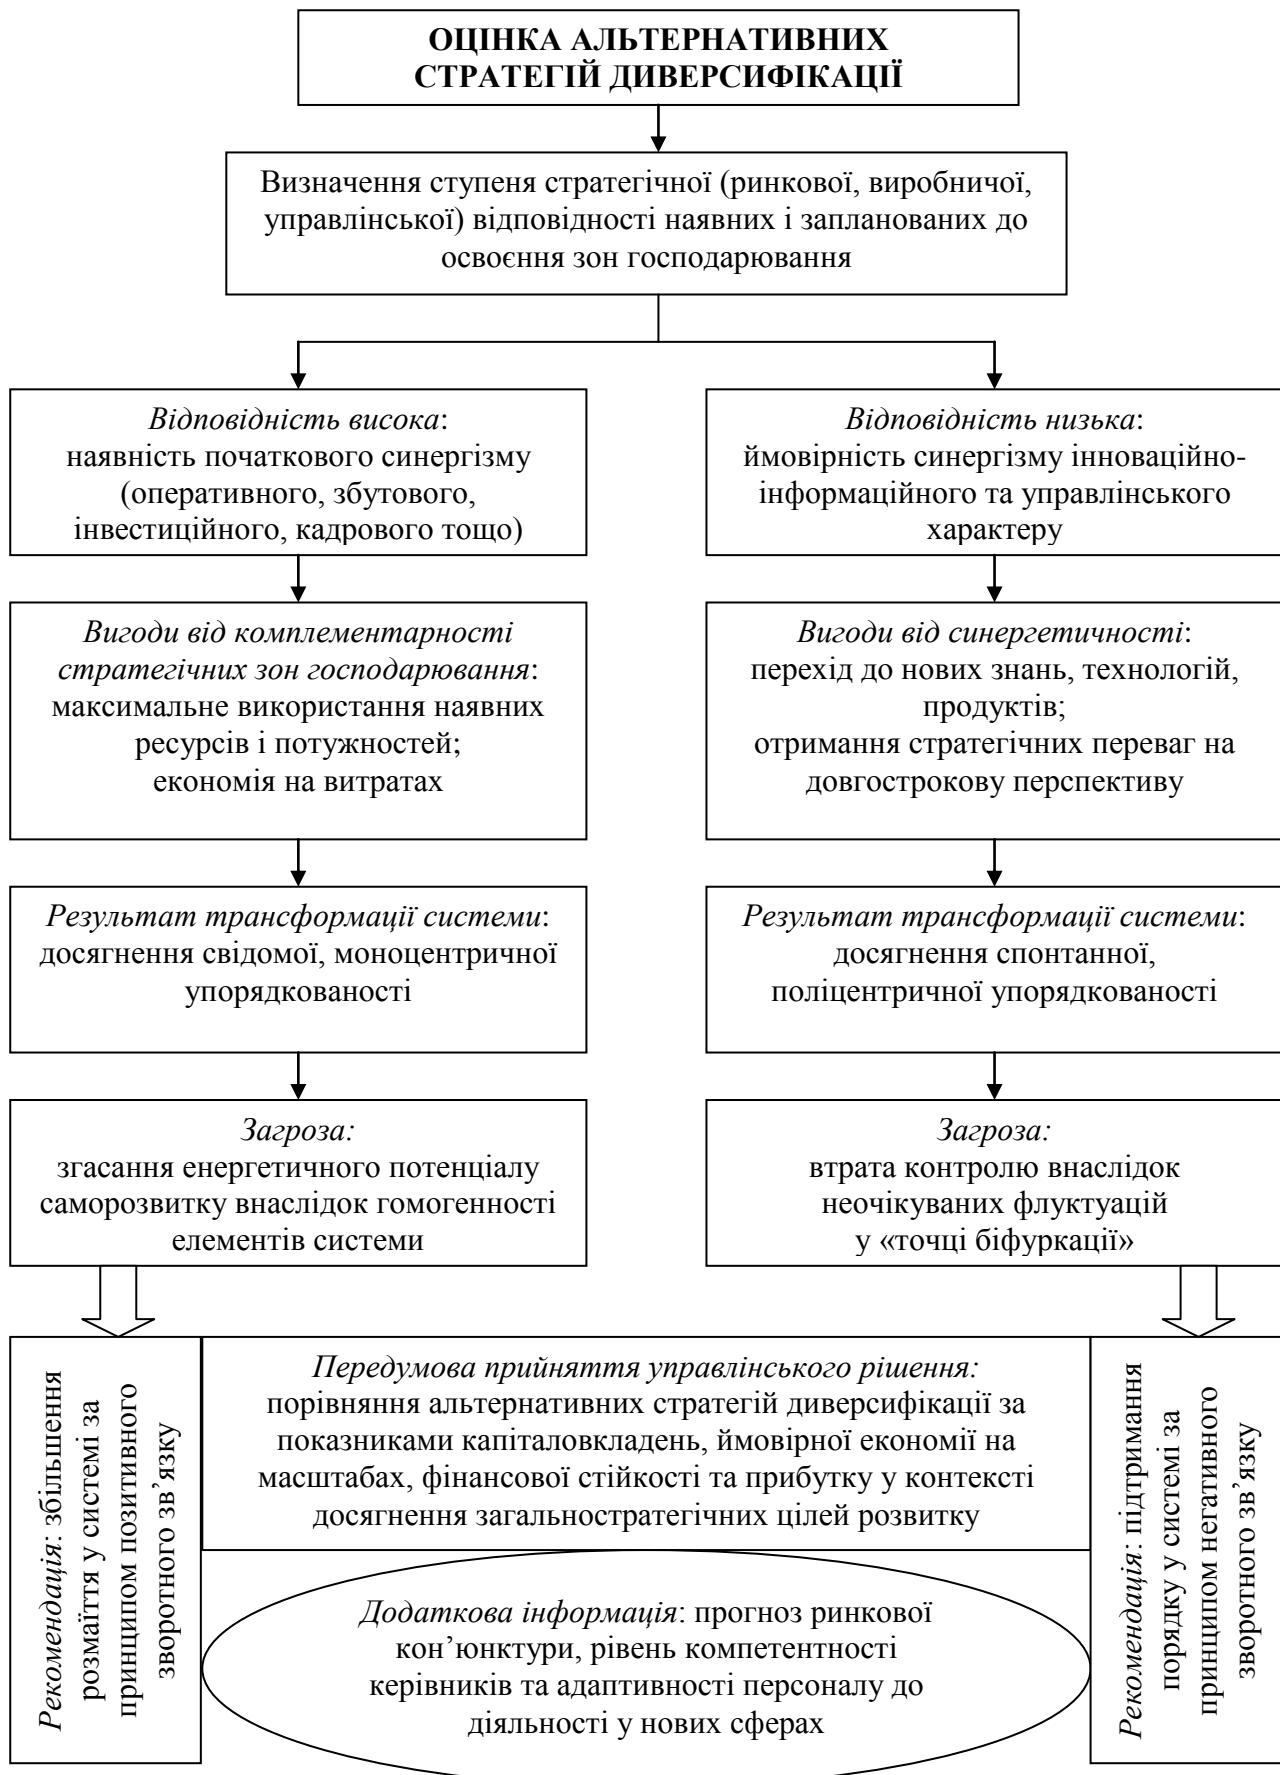 ОЦІНКА АЛЬТЕРНАТИВНИХ
СТРАТЕГІЙ ДИВЕРСИФІКАЦІЇ
Визначення ступеня стратегічної (ринкової, виробничої,
управлінської) відповідності наявних і запланованих до
освоєння зон господарювання
Відповідність висока:
наявність початкового синергізму
(оперативного, збутового,
інвестиційного, кадрового тощо)
Вигоди від комплементарності
стратегічних зон господарювання:
максимальне використання наявних
ресурсів і потужностей;
економія на витратах
Результат трансформації системи:
досягнення свідомої, моноцентричної
упорядкованості
Загроза:
згасання енергетичного потенціалу
саморозвитку внаслідок гомогенності
елементів системи
Відповідність низька:
ймовірність синергізму інноваційно-
інформаційного та управлінського
характеру
Вигоди від синергетичності:
перехід до нових знань, технологій,
продуктів;
отримання стратегічних переваг на
довгострокову перспективу
Результат трансформації системи:
досягнення спонтанної,
поліцентричної упорядкованості
Загроза:
втрата контролю внаслідок
неочікуваних флуктуацій
у «точці біфуркації»
Рекомендація: збільшення
розмаїття у системі за
принципом позитивного
зворотного зв’язку
Передумова прийняття управлінського рішення:
порівняння альтернативних стратегій диверсифікації за
показниками капіталовкладень, ймовірної економії на
масштабах, фінансової стійкості та прибутку у контексті
досягнення загальностратегічних цілей розвитку
Додаткова інформація: прогноз ринкової
кон’юнктури, рівень компетентності
керівників та адаптивності персоналу до
діяльності у нових сферах
Рекомендація: підтримання
порядку у системі за
принципом негативного
зворотного зв’язку